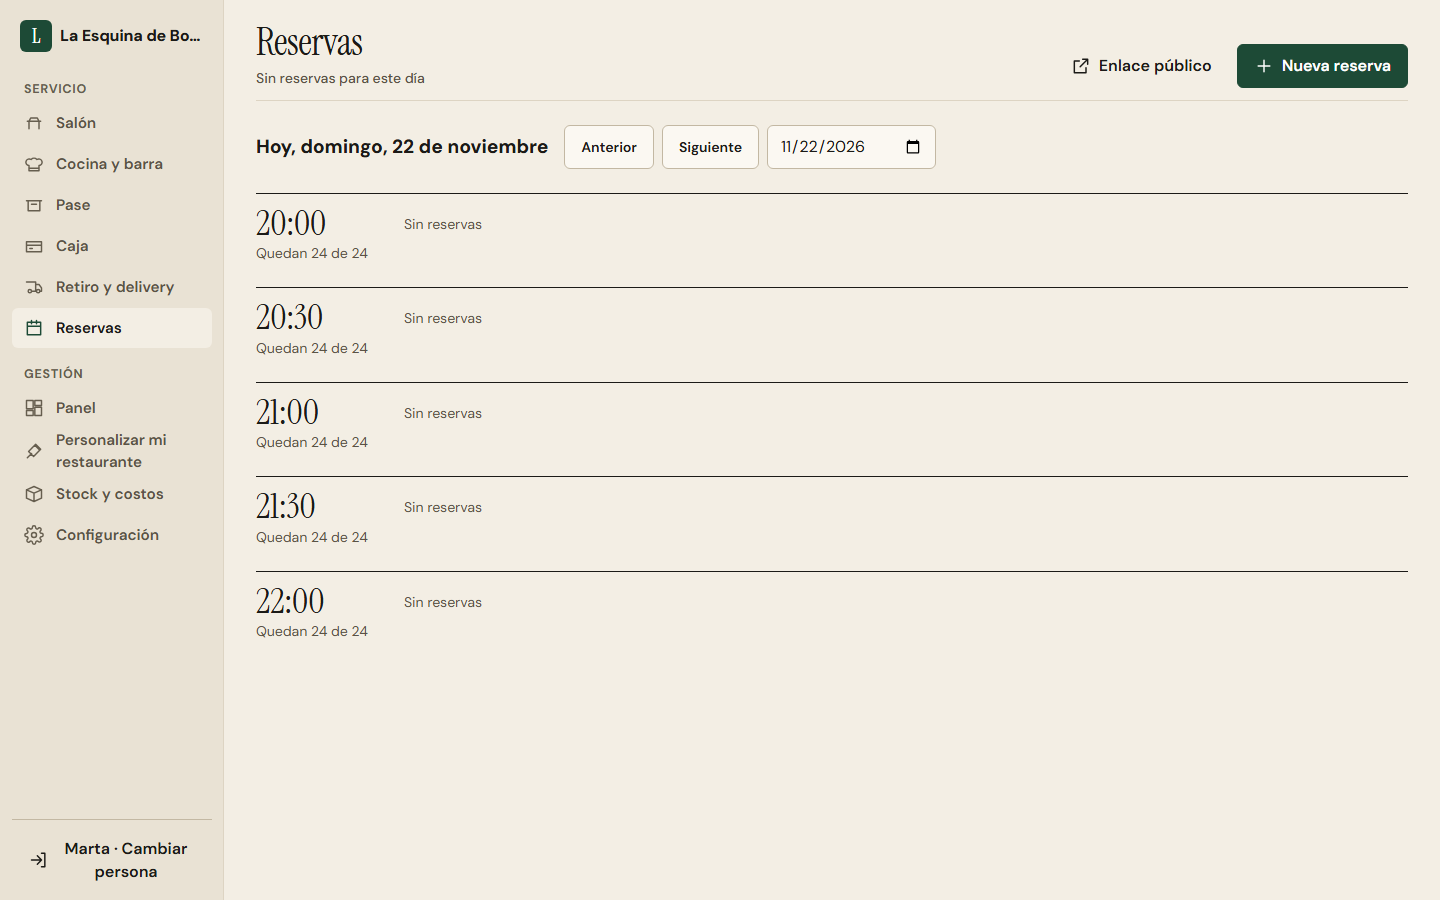 L
La Esquina de Bo...
SERVICIO
Salón
Cocina y barra
Pase
Caja
Retiro y delivery
Reservas
GESTIÓN
Panel
Personalizar mi
restaurante
Stock y costos
Configuración
Marta · Cambiar
persona
Reservas
Sin reservas para este día
Enlace público
Nueva reserva
Hoy, domingo, 22 de noviembre
Anterior
Siguiente
11/22/2026
20:00
Sin reservas
Quedan 24 de 24
20:30
Sin reservas
Quedan 24 de 24
21:00
Sin reservas
Quedan 24 de 24
21:30
Sin reservas
Quedan 24 de 24
22:00
Sin reservas
Quedan 24 de 24